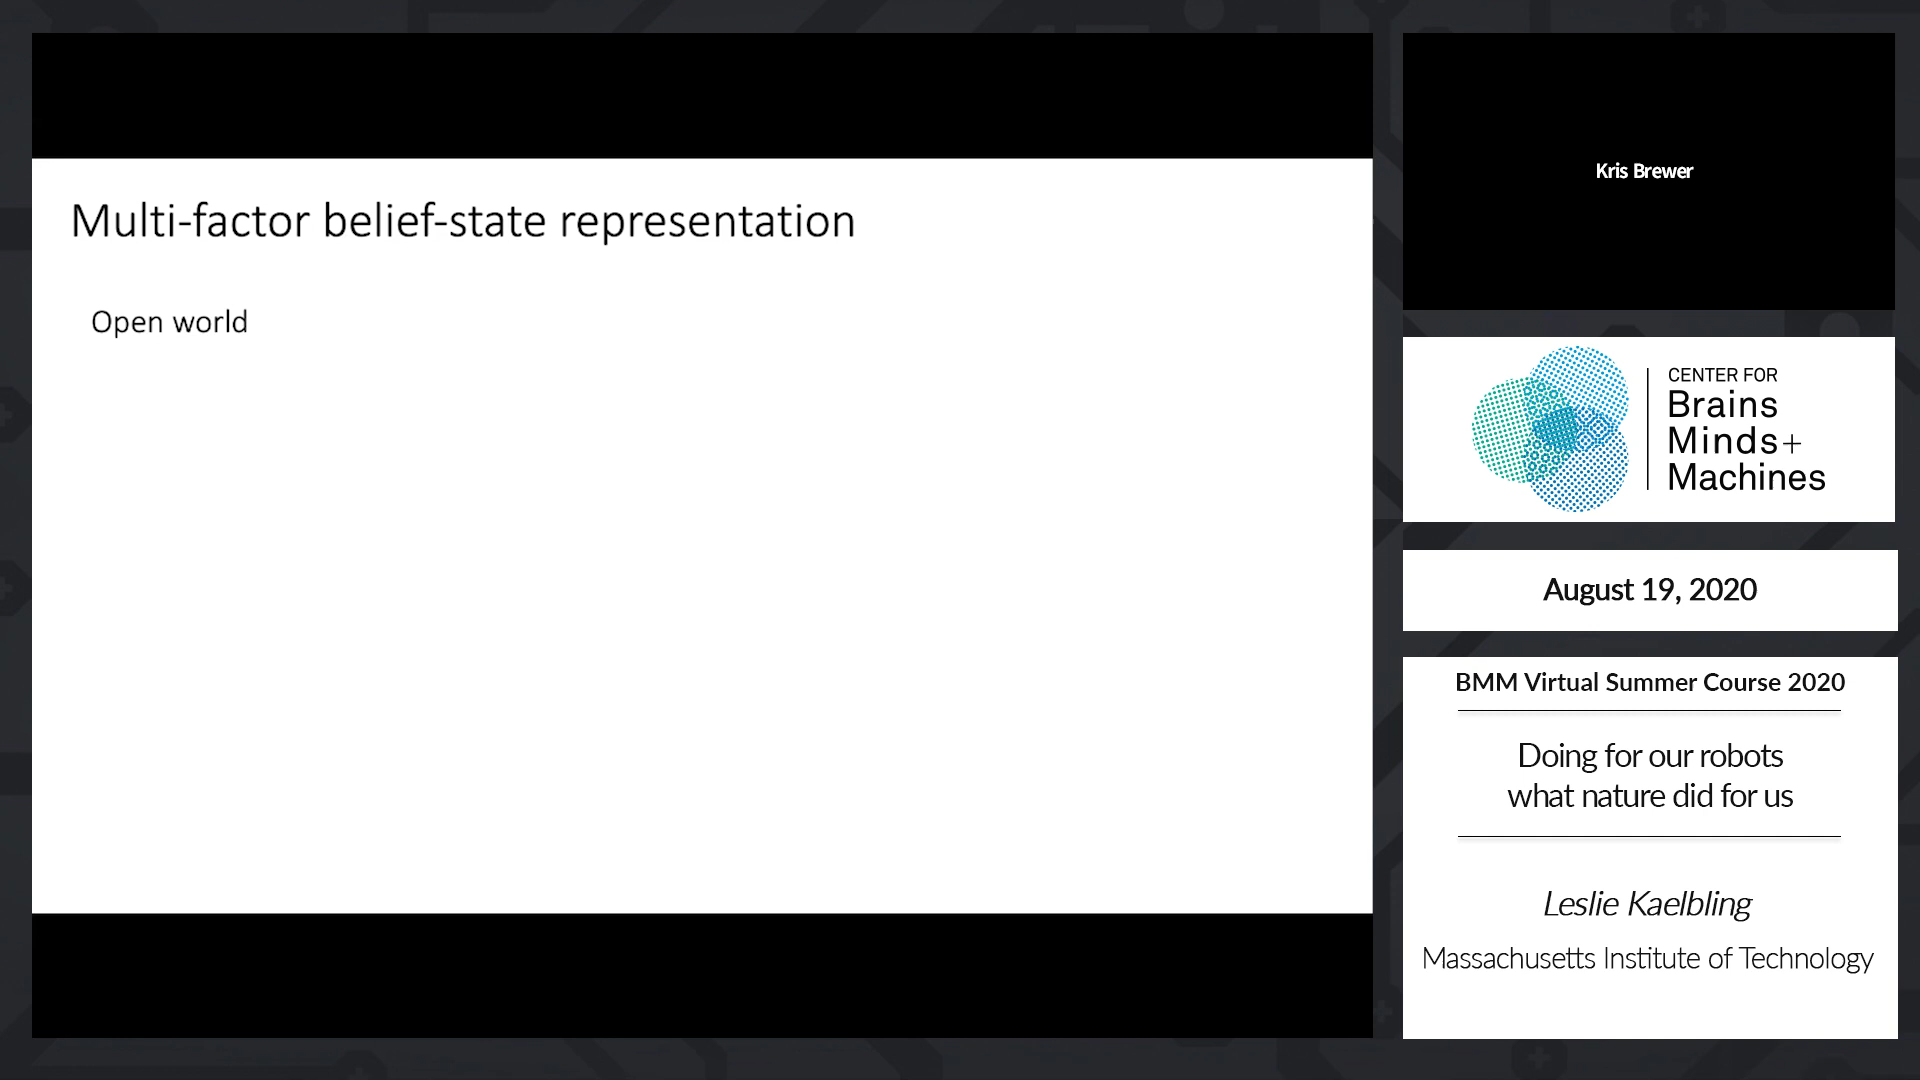 Multi-factor belief-state representation
Open world
Kris Brewer
CENTER FOR
Brains
Minds+
Machines
August 19, 2020
BMM Virtual Summer Course 2020
Doing for our robots
what nature did for us
Leslie Kaelbling
Massachusetts Institute of Technology